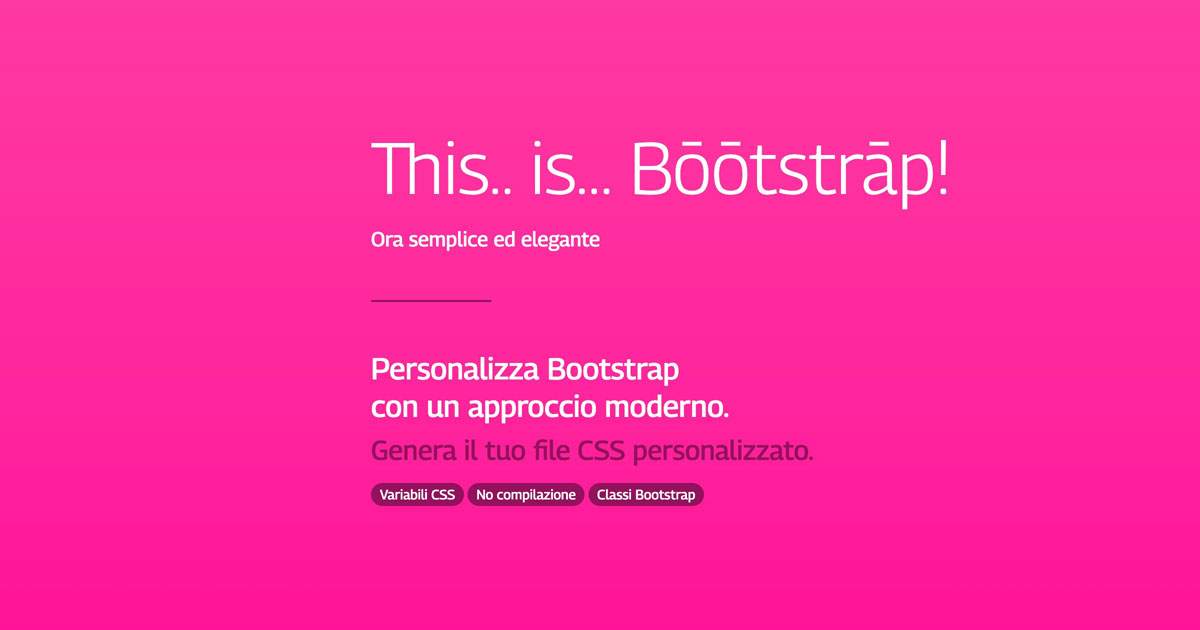 This.. is... Bōōtstrāp!
Ora semplice ed elegante
Personalizza Bootstrap
con un approccio moderno.
Genera il tuo file CSS personalizzato.
Variabili CSS No compilazione Classi Bootstrap